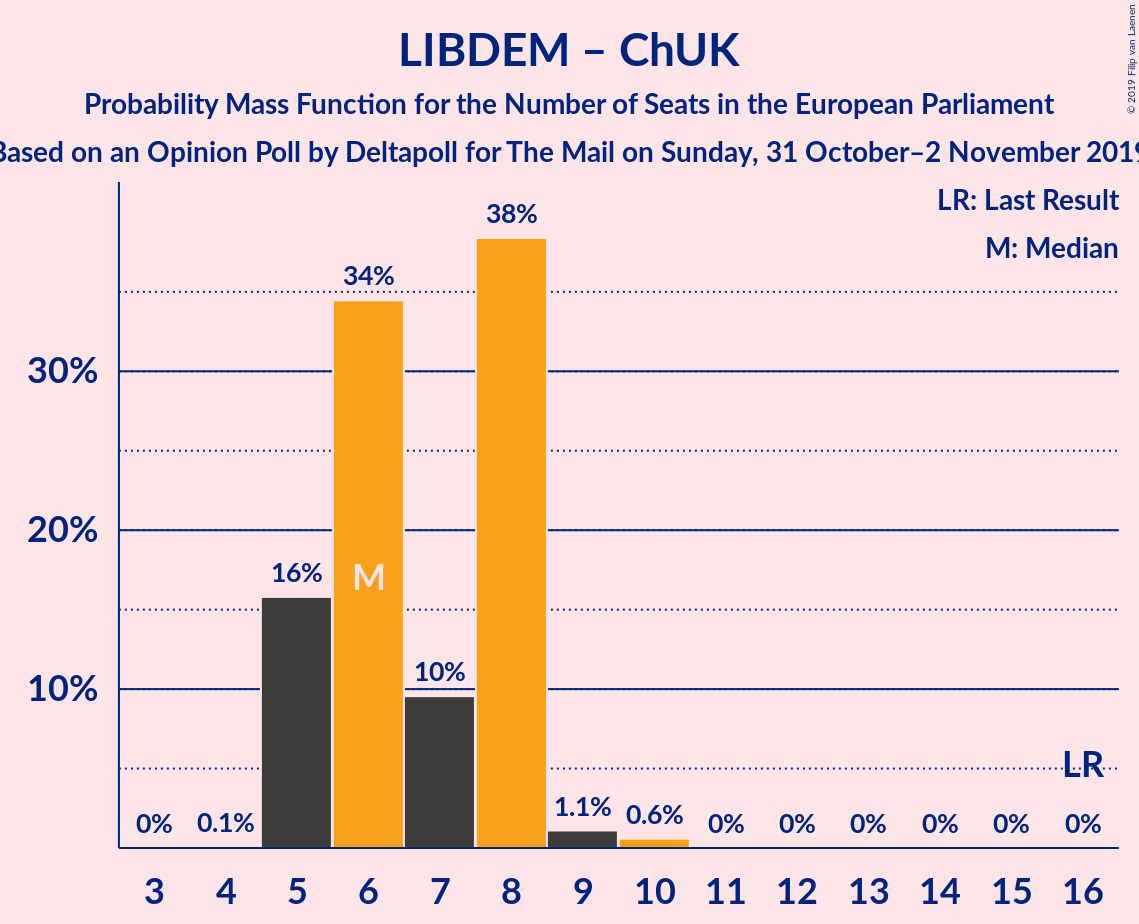 LIBDEM – ChUK
Probability Mass Function for the Number of Seats in the European Parliament
Based on an Opinion Poll by Deltapoll for The Mail on Sunday, 31 October–2 November 2019
© 2019 Filip van Laenen
LR: Last Result
M: Median
38%
34%
30%
20%
16%
M
10%
10%
LR
0%
0.1%
1.1%
0.6%
0%
0%
0%
0%
0%
0%
3 4 5 6 7 8 9 10 11 12 13 14 15 16